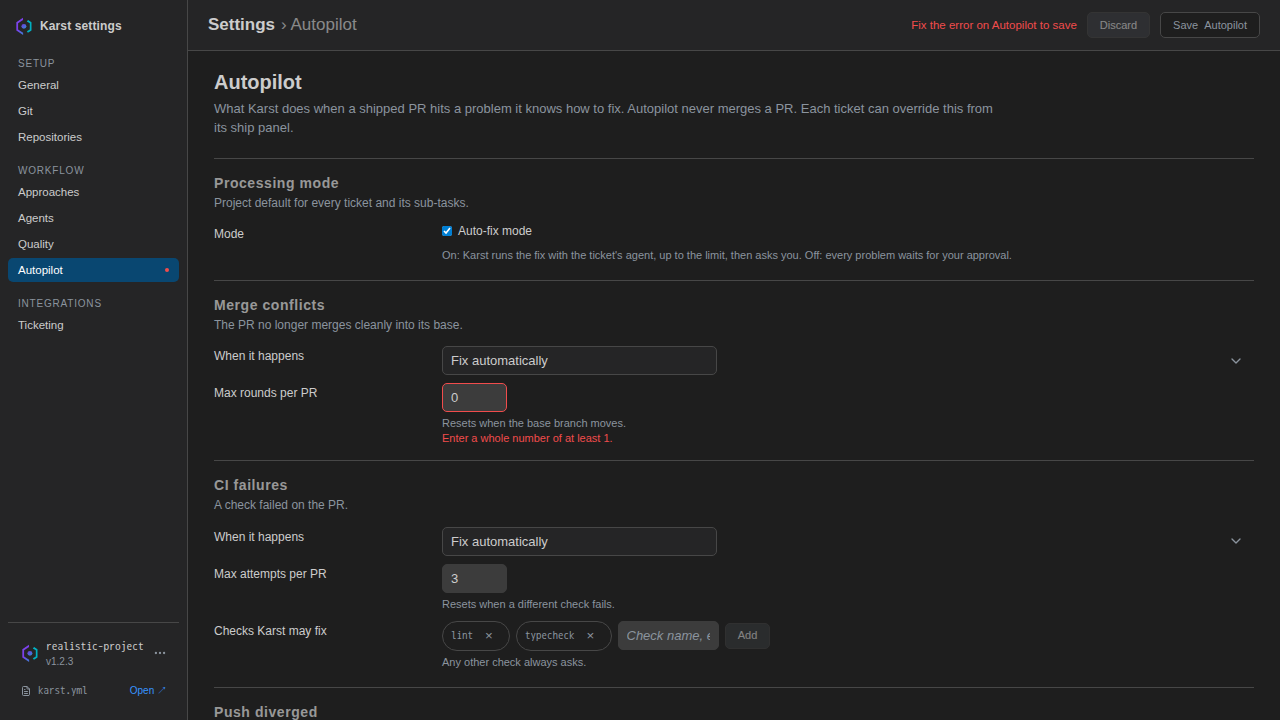 Karst settings
SETUP
General
Git
Repositories
WORKFLOW
Approaches
Agents
Quality
Autopilot
INTEGRATIONS
Ticketing
realistic-project
v1.2.3
karst.yml
Open ↗
Settings › Autopilot
Fix the error on Autopilot to save
Discard
Save Autopilot
Autopilot
What Karst does when a shipped PR hits a problem it knows how to fix. Autopilot never merges a PR. Each ticket can override this from
its ship panel.
Processing mode
Project default for every ticket and its sub-tasks.
Mode
Auto-fix mode
On: Karst runs the fix with the ticket's agent, up to the limit, then asks you. Off: every problem waits for your approval.
Merge conflicts
The PR no longer merges cleanly into its base.
When it happens
Fix automatically
Max rounds per PR
0
Resets when the base branch moves.
Enter a whole number of at least 1.
CI failures
A check failed on the PR.
When it happens
Fix automatically
Max attempts per PR
3
Resets when a different check fails.
Checks Karst may fix
lint ×
typecheck ×
Check name, e
Add
Any other check always asks.
Push diverged